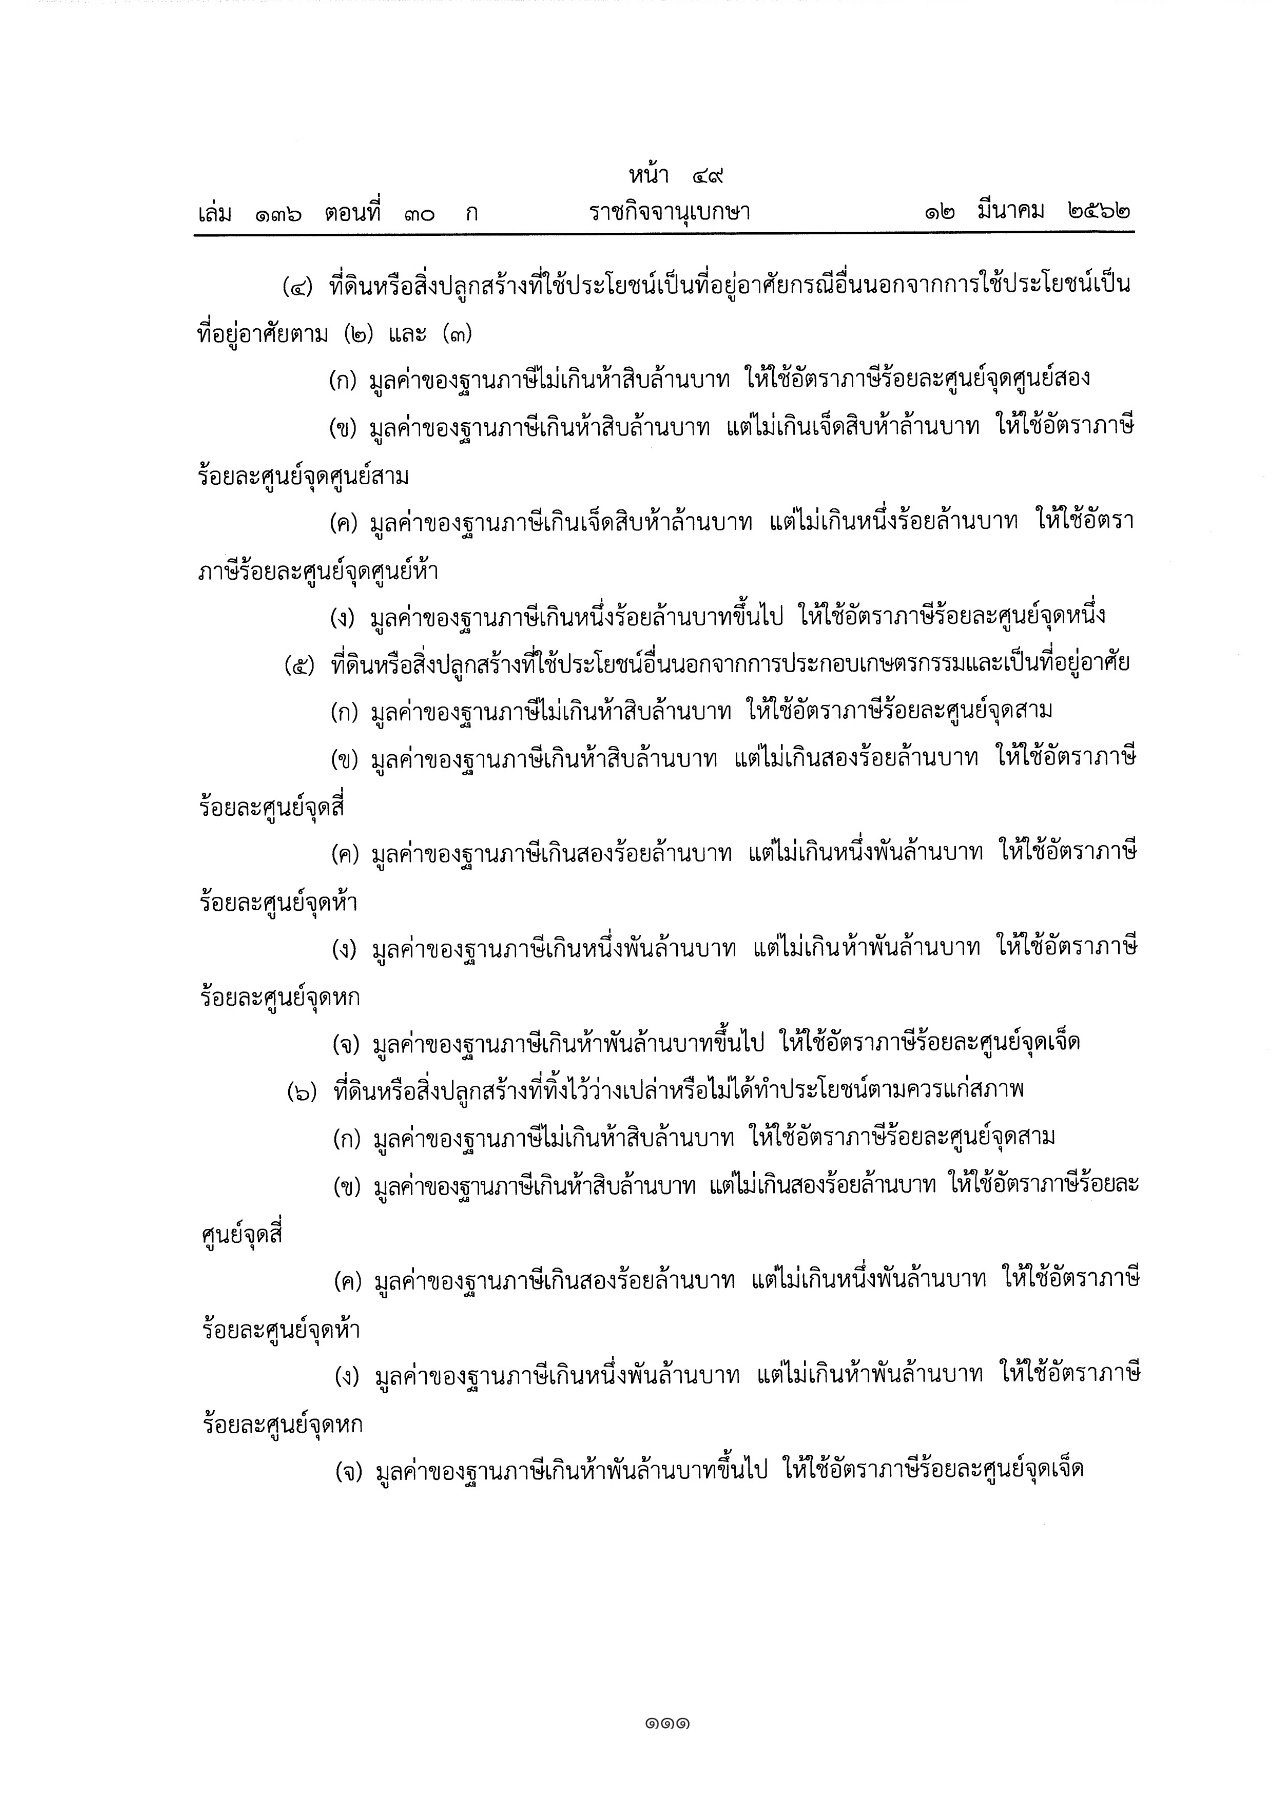 หน้า ๔๙
เล่ม ๑๓๖ ตอนที่ ๓๐ ก ราชกิจจานุเบกษา ๑๒ มีนาคม ๒๕๖๒
(๔) ที่ดินหรือสิ่งปลูกสร้างที่ใช้ประโยชน์เป็นที่อยู่อาศัยกรณีอื่นนอกจากการใช้ประโยชน์เป็น
ที่อยู่อาศัยตาม (๒) และ (๓)
(ก) มูลค่าของฐานภาษีไม่เกินห้าสิบล้านบาท ให้ใช้อัตราภาษีร้อยละศูนย์จุดศูนย์สอง
(ข) มูลค่าของฐานภาษีเกินห้าสิบล้านบาท แต่ไม่เกินเจ็ดสิบห้าล้านบาท ให้ใช้อัตราภาษี
ร้อยละศูนย์จุดศูนย์สาม
(ค) มูลค่าของฐานภาษีเกินเจ็ดสิบห้าล้านบาท แต่ไม่เกินหนึ่งร้อยล้านบาท ให้ใช้อัตรา
ภาษีร้อยละศูนย์จุดศูนย์ห้า
(ง) มูลค่าของฐานภาษีเกินหนึ่งร้อยล้านบาทขึ้นไป ให้ใช้อัตราภาษีร้อยละศูนย์จุดหนึ่ง
(๕) ที่ดินหรือสิ่งปลูกสร้างที่ใช้ประโยชน์อื่นนอกจากการประกอบเกษตรกรรมและเป็นที่อยู่อาศัย
(ก) มูลค่าของฐานภาษีไม่เกินห้าสิบล้านบาท ให้ใช้อัตราภาษีร้อยละศูนย์จุดสาม
(ข) มูลค่าของฐานภาษีเกินห้าสิบล้านบาท แต่ไม่เกินสองร้อยล้านบาท ให้ใช้อัตราภาษี
ร้อยละศูนย์จุดสี่
(ค) มูลค่าของฐานภาษีเกินสองร้อยล้านบาท แต่ไม่เกินหนึ่งพันล้านบาท ให้ใช้อัตราภาษี
ร้อยละศูนย์จุดห้า
(ง) มูลค่าของฐานภาษีเกินหนึ่งพันล้านบาท แต่ไม่เกินห้าพันล้านบาท ให้ใช้อัตราภาษี
ร้อยละศูนย์จุดหก
(จ) มูลค่าของฐานภาษีเกินห้าพันล้านบาทขึ้นไป ให้ใช้อัตราภาษีร้อยละศูนย์จุดเจ็ด
(๖) ที่ดินหรือสิ่งปลูกสร้างที่ทิ้งไว้ว่างเปล่าหรือไม่ได้ทำประโยชน์ตามควรแก่สภาพ
(ก) มูลค่าของฐานภาษีไม่เกินห้าสิบล้านบาท ให้ใช้อัตราภาษีร้อยละศูนย์จุดสาม
(ข) มูลค่าของฐานภาษีเกินห้าสิบล้านบาท แต่ไม่เกินสองร้อยล้านบาท ให้ใช้อัตราภาษีร้อยละ
ศูนย์จุดสี่
(ค) มูลค่าของฐานภาษีเกินสองร้อยล้านบาท แต่ไม่เกินหนึ่งพันล้านบาท ให้ใช้อัตราภาษี
ร้อยละศูนย์จุดห้า
(ง) มูลค่าของฐานภาษีเกินหนึ่งพันล้านบาท แต่ไม่เกินห้าพันล้านบาท ให้ใช้อัตราภาษี
ร้อยละศูนย์จุดหก
(จ) มูลค่าของฐานภาษีเกินห้าพันล้านบาทขึ้นไป ให้ใช้อัตราภาษีร้อยละศูนย์จุดเจ็ด
๑๑๑